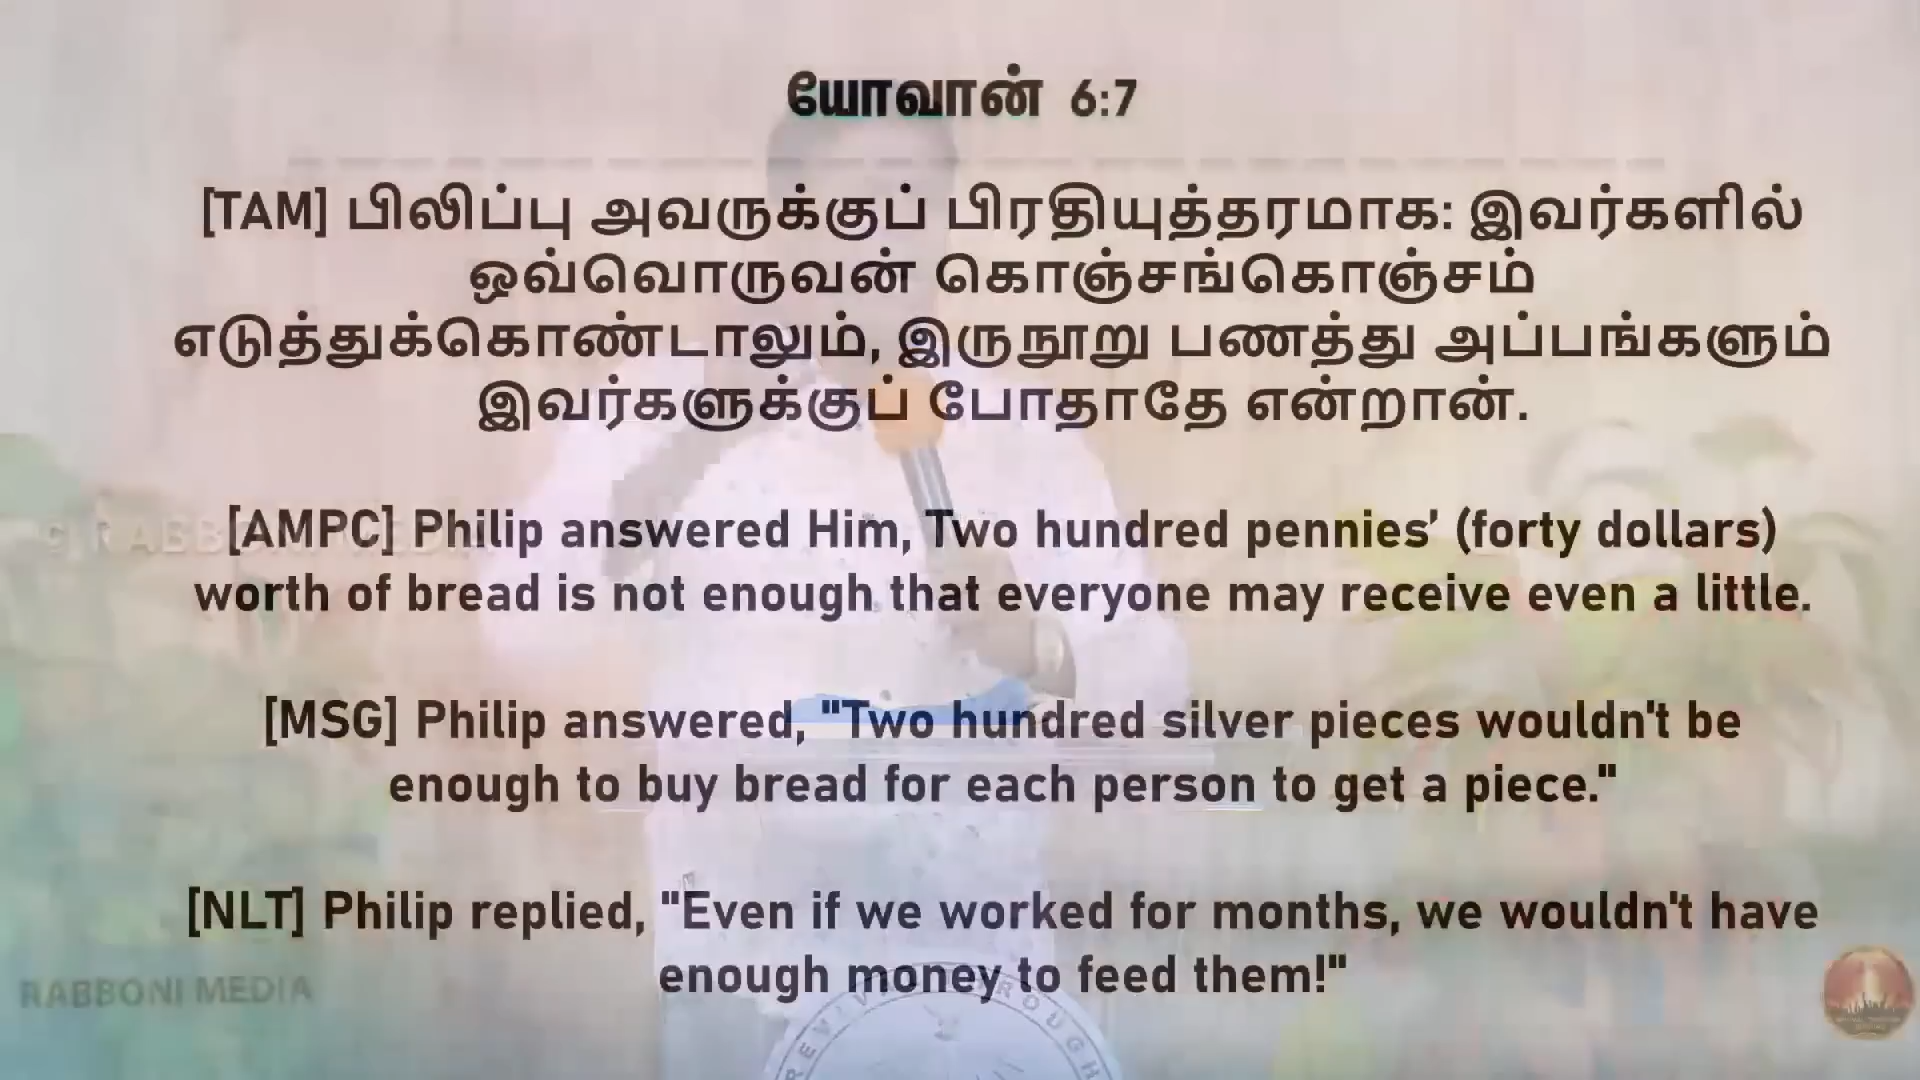 யோவான் 6:7
[TAM] பிலிப்பு அவருக்குப் பிரதியுத்தரமாக: இவர்களில்
ஒவ்வொருவன் கொஞ்சங்கொஞ்சம்
எடுத்துக்கொண்டாலும், இருநூறு பணத்து அப்பங்களும்
இவர்களுக்குப் போதாதே என்றான்.
[AMPC] Philip answered Him, Two hundred pennies’ (forty dollars)
worth of bread is not enough that everyone may receive even a little.
[MSG] Philip answered, "Two hundred silver pieces wouldn't be
enough to buy bread for each person to get a piece."
[NLT] Philip replied, "Even if we worked for months, we wouldn't have
enough money to feed them!"
RABBONI MEDIA
REVIVAL THROUGH